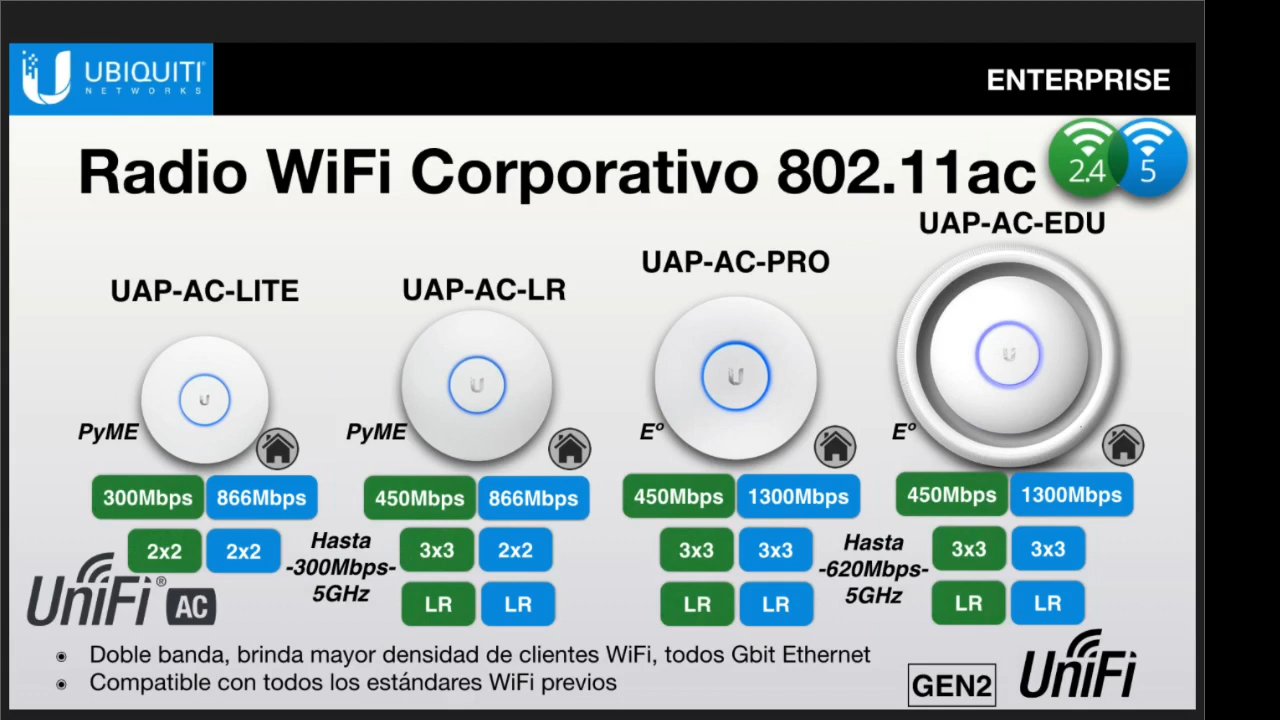 UBIQUITI
NETWORKS
ENTERPRISE
Radio WiFi Corporativo 802.11ac
2.4
5
UAP-AC-LITE
UAP-AC-LR
UAP-AC-PRO
UAP-AC-EDU
PyME
PyME
E°
E°
300Mbps 866Mbps
450Mbps 866Mbps
450Mbps 1300Mbps
450Mbps 1300Mbps
2x2 2x2
3x3 2x2
3x3 3x3
3x3 3x3
Hasta
-300Mbps-
5GHz
Hasta
-620Mbps-
5GHz
LR LR
LR LR
LR LR
UniFi® AC
Doble banda, brinda mayor densidad de clientes WiFi, todos Gbit Ethernet
Compatible con todos los estándares WiFi previos
GEN2
UniFi